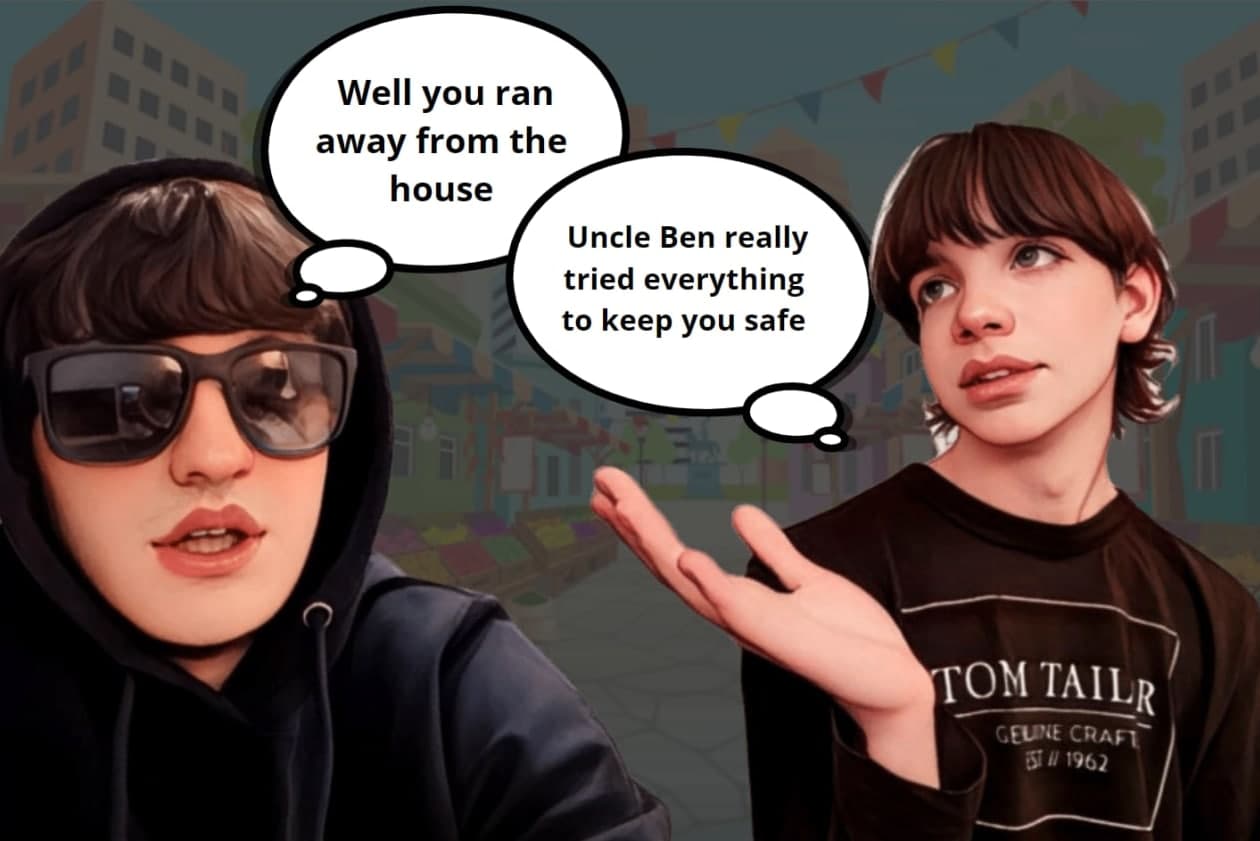 Well you ran
away from the
house
Uncle Ben really
tried everything
to keep you safe
TOM TAILR
GEUINE CRAFT
EST // 1962